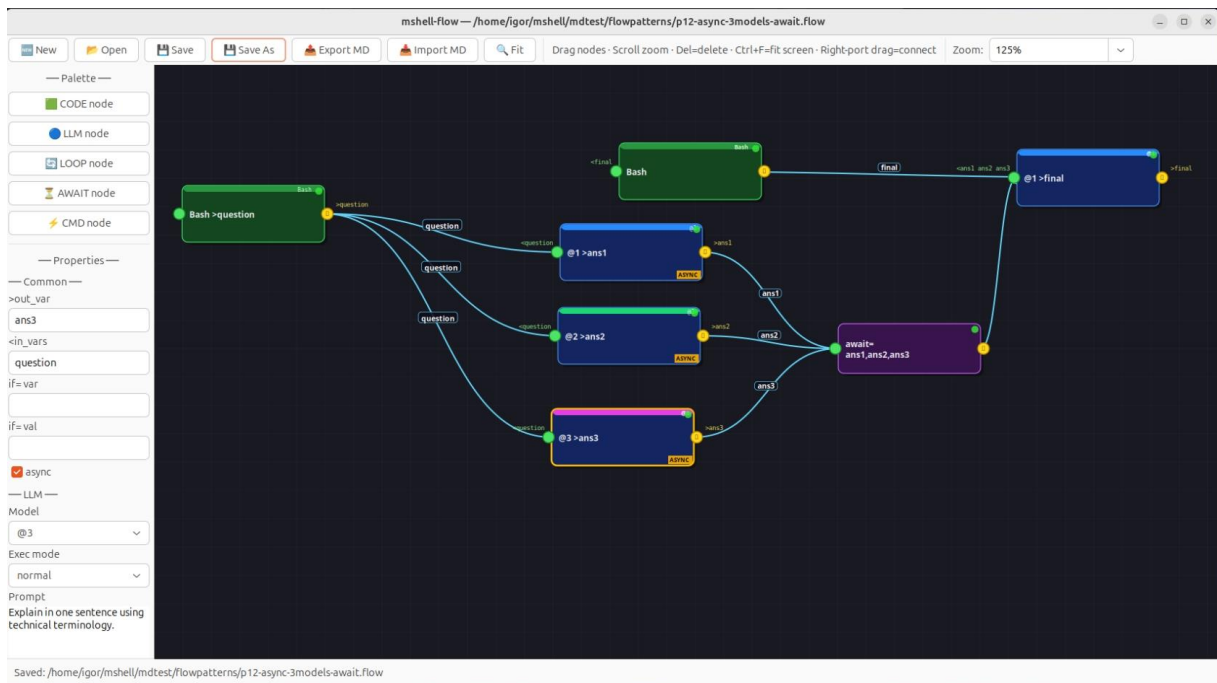 mshell-flow — /home/igor/mshell/mdtest/flowpatterns/p12-async-3models-await.flow
New Open Save Save As Export MD Import MD Fit Drag nodes · Scroll zoom · Del=delete · Ctrl+F=fit screen · Right-port drag=connect Zoom: 125%
— Palette —
CODE node
LLM node
LOOP node
AWAIT node
CMD node
— Properties —
— Common —
>out_var
ans3
<in_vars
question
if= var
if= val
async
— LLM —
Model
@3
Exec mode
normal
Prompt
Explain in one sentence using
technical terminology.
Bash
Bash >question
>question
question
question
question
Bash
<final
Bash
final
<ans1 ans2 ans3
@1 >final
>final
<question
@1 >ans1
>ans1
ASYNC
ans1
<question
@2 >ans2
>ans2
ASYNC
ans2
<question
@3 >ans3
>ans3
ASYNC
ans3
await=
ans1,ans2,ans3
Saved: /home/igor/mshell/mdtest/flowpatterns/p12-async-3models-await.flow